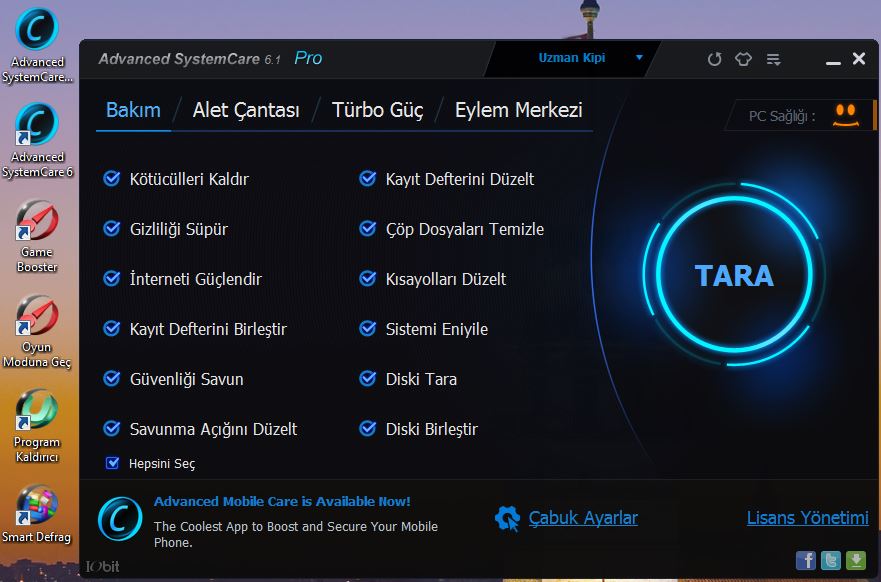 Advanced
SystemCare...
Advanced
SystemCare 6
Game
Booster
Oyun
Moduna Geç
Program
Kaldırıcı
Smart Defrag
Advanced SystemCare 6.1 Pro
Uzman Kipi
Bakım
Alet Çantası
Türbo Güç
Eylem Merkezi
PC Sağlığı :
Kötücülleri Kaldır
Kayıt Defterini Düzelt
Gizliliği Süpür
Çöp Dosyaları Temizle
İnterneti Güçlendir
Kısayolları Düzelt
Kayıt Defterini Birleştir
Sistemi Eniyile
Güvenliği Savun
Diski Tara
Savunma Açığını Düzelt
Diski Birleştir
Hepsini Seç
TARA
Advanced Mobile Care is Available Now!
The Coolest App to Boost and Secure Your Mobile
Phone.
Çabuk Ayarlar
Lisans Yönetimi
IObit